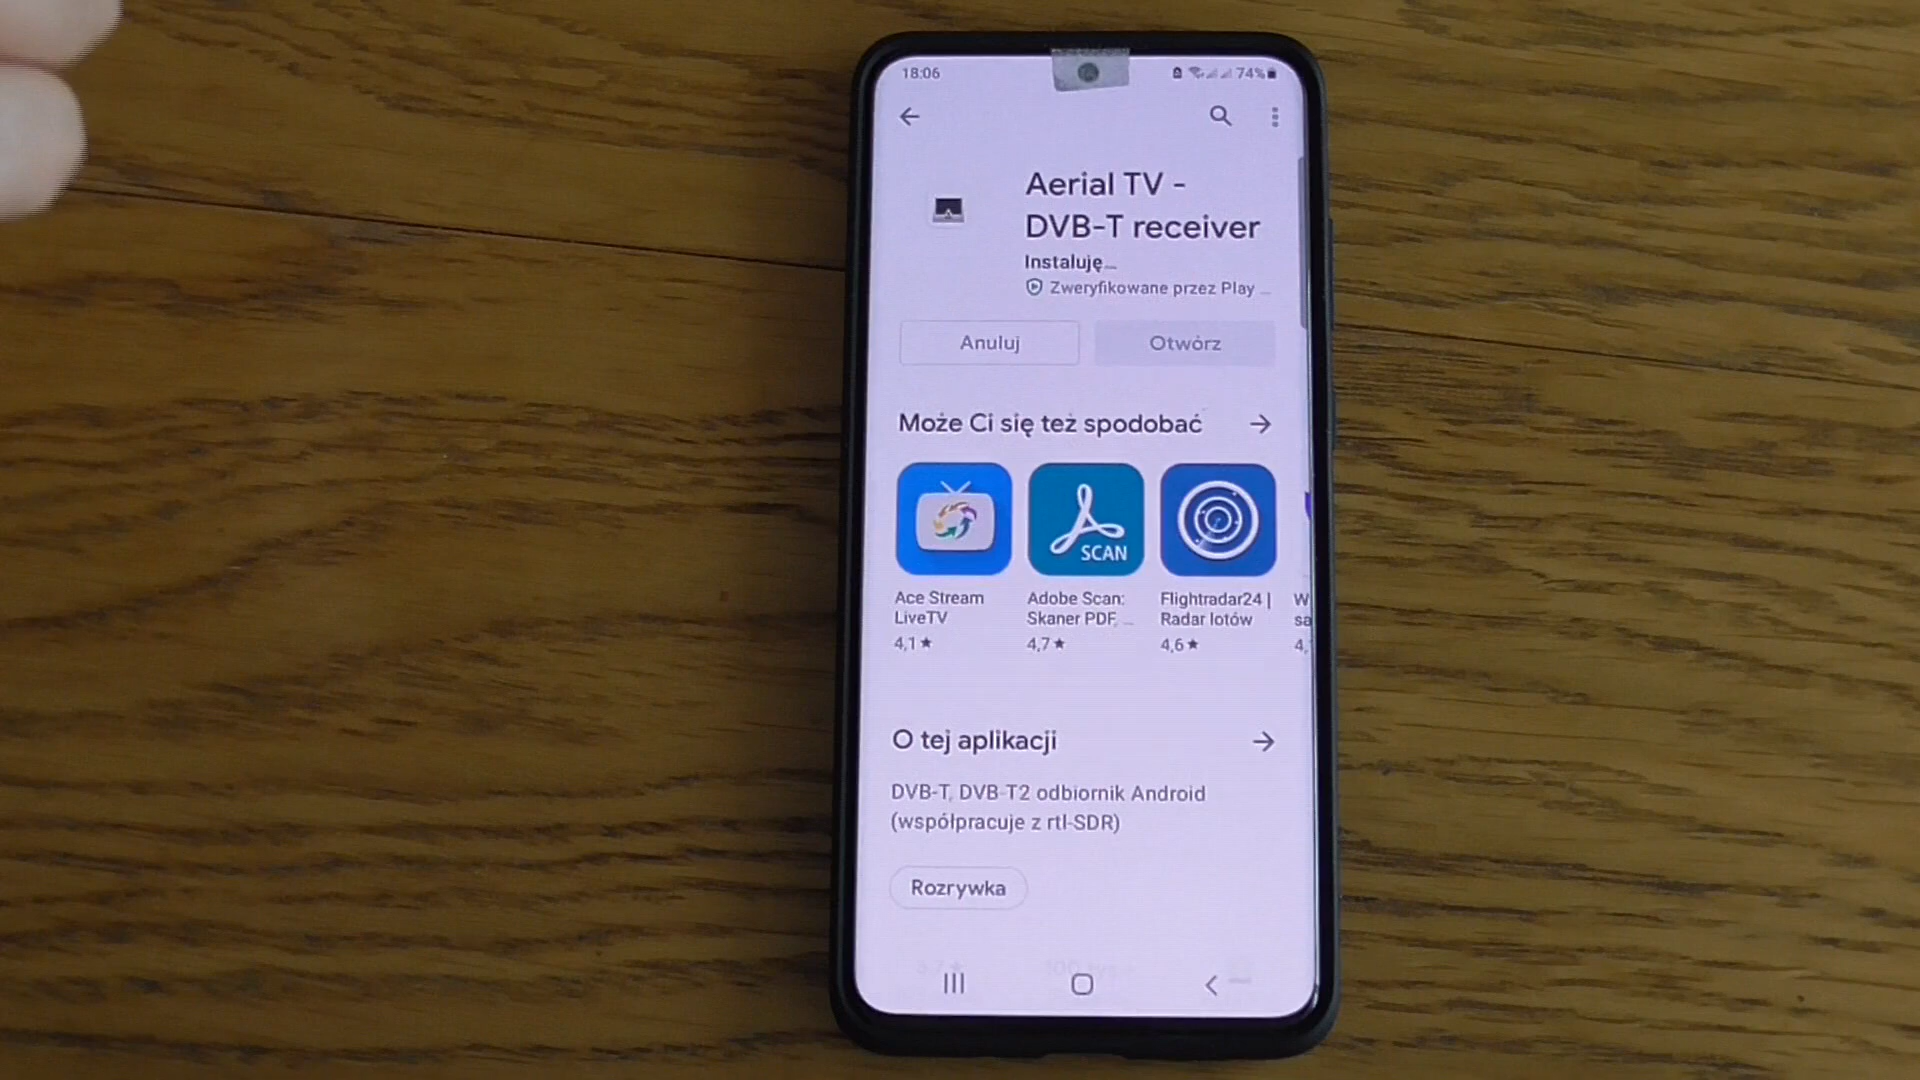 18:06
74%
Aerial TV -
DVB-T receiver
Instaluję...
Zweryfikowane przez Play ...
Anuluj
Otwórz
Może Ci się też spodobać
SCAN
Ace Stream
LiveTV
Adobe Scan:
Skaner PDF, ...
Flightradar24 |
Radar lotów
W
sa
4,1★
4,7★
4,6★
4,
O tej aplikacji
DVB-T, DVB-T2 odbiornik Android
(współpracuje z rtl-SDR)
Rozrywka